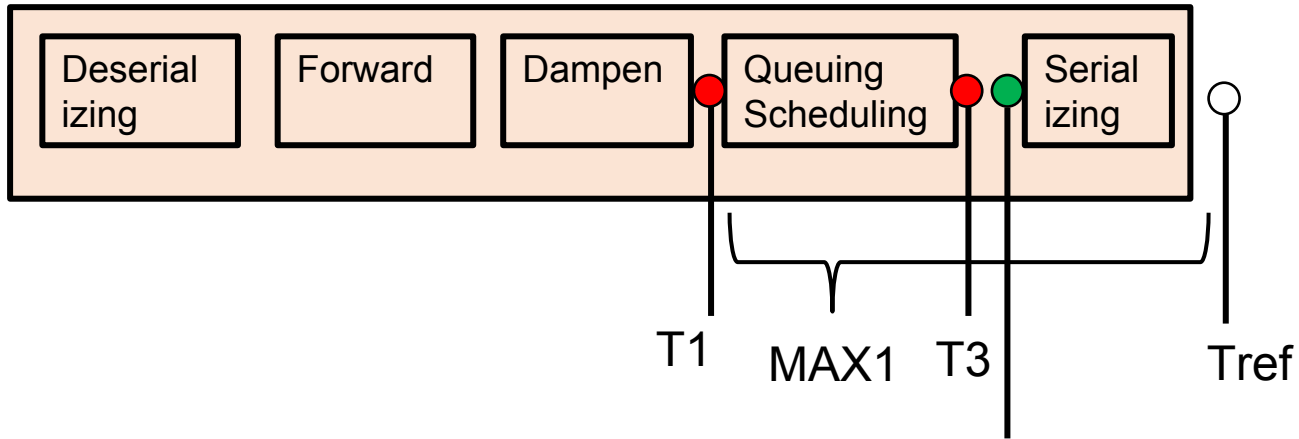 Deserial
izing
Forward
Dampen
Queuing
Scheduling
Serial
izing
T1
MAX1
T3
Tref